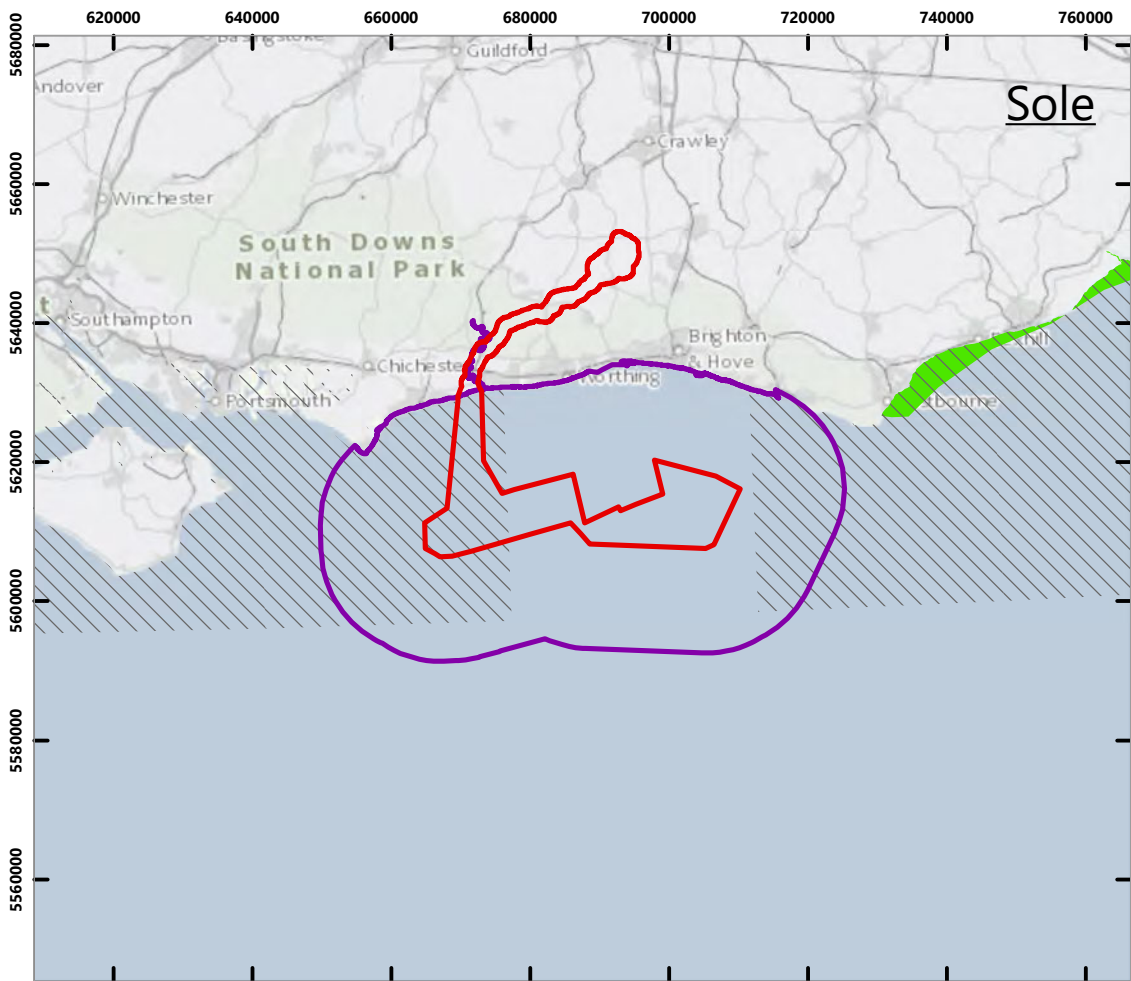 620000 640000 660000 680000 700000 720000 740000 760000
5680000
5660000
5640000
5620000
5600000
5580000
5560000
Sole
Guildford
Andover
Crawley
Winchester
South Downs
National Park
t
Southampton
Brighton
& Hove
Chichester
Worthing
Portsmouth